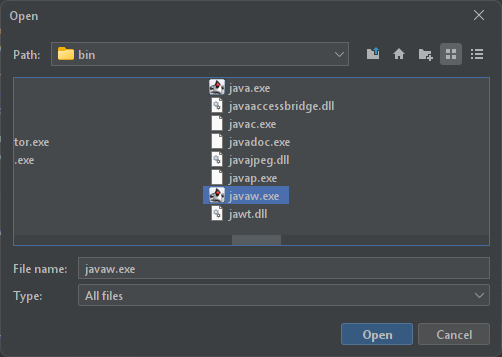 Open
Path: bin
java.exe
javaaccessbridge.dll
javac.exe
tor.exe javadoc.exe
.exe javajpeg.dll
javap.exe
javaw.exe
jawt.dll
File name: javaw.exe
Type: All files
Open Cancel